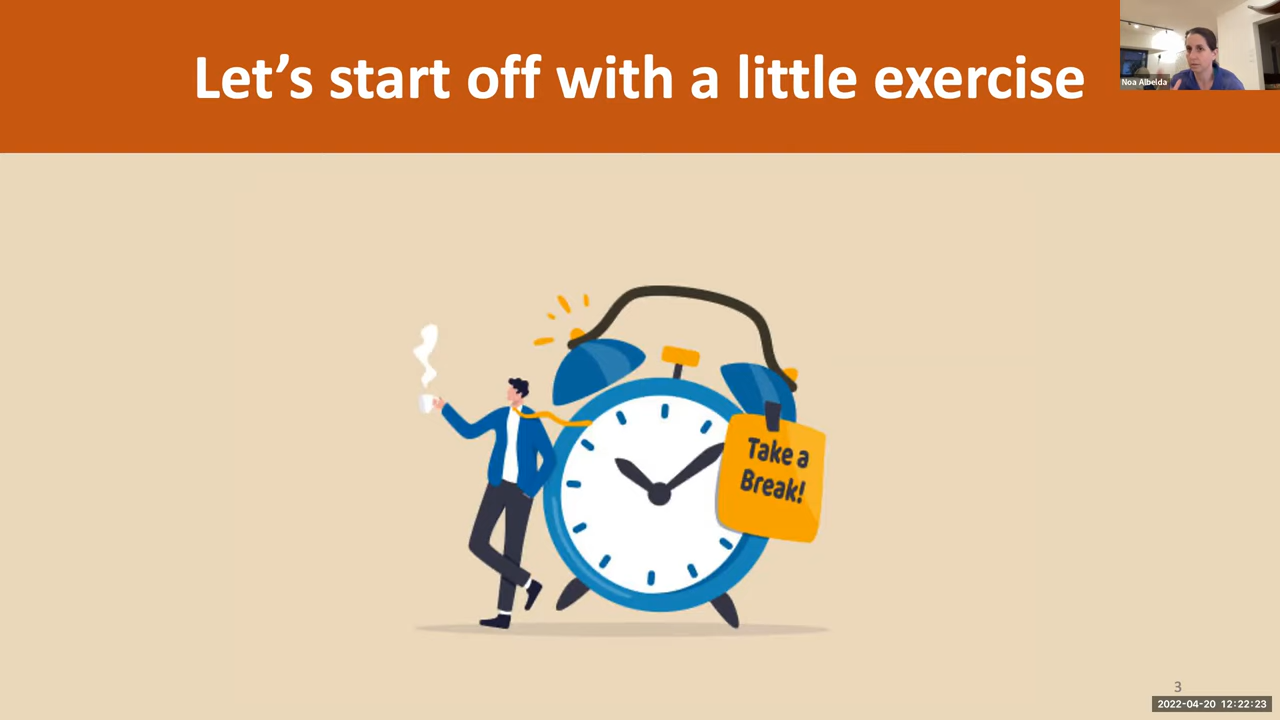 Let’s start off with a little exercise
Noa Albelda
Take a
Break!
3
2022-04-20 12:22:23